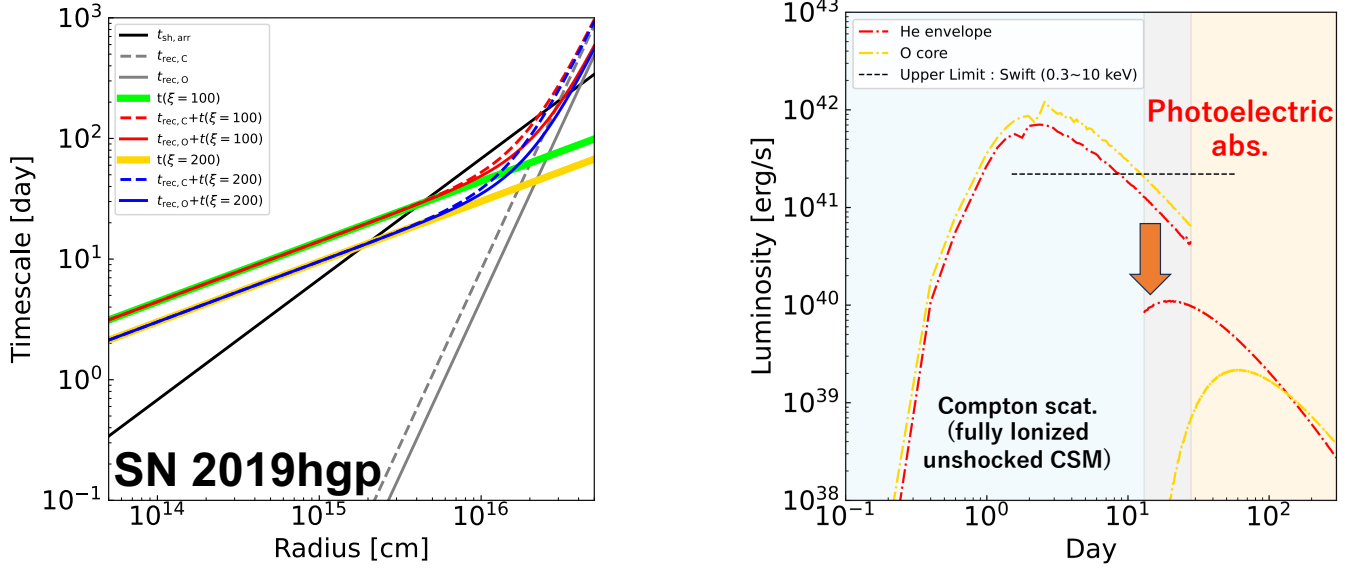 10³
10²
10¹
10⁰
10⁻¹
Timescale [day]
t_sh,arr
t_rec,C
t_rec,O
t(ξ = 100)
t_rec,C+t(ξ = 100)
t_rec,O+t(ξ = 100)
t(ξ = 200)
t_rec,C+t(ξ = 200)
t_rec,O+t(ξ = 200)
SN 2019hgp
10¹⁴
10¹⁵
10¹⁶
Radius [cm]
10⁴³
10⁴²
10⁴¹
10⁴⁰
10³⁹
10³⁸
Luminosity [erg/s]
He envelope
O core
Upper Limit : Swift (0.3~10 keV)
Photoelectric
abs.
Compton scat.
(fully Ionized
unshocked CSM)
10⁻¹
10⁰
10¹
10²
Day